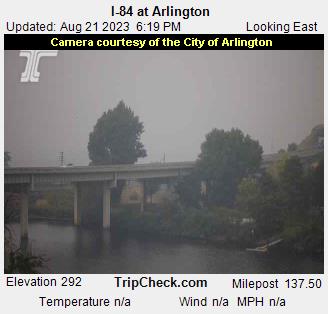 I-84 at Arlington
Updated: Aug 21 2023 6:19 PM Looking East
Camera courtesy of the City of Arlington
Elevation 292 TripCheck.com Milepost 137.50
Temperature n/a Wind n/a MPH n/a